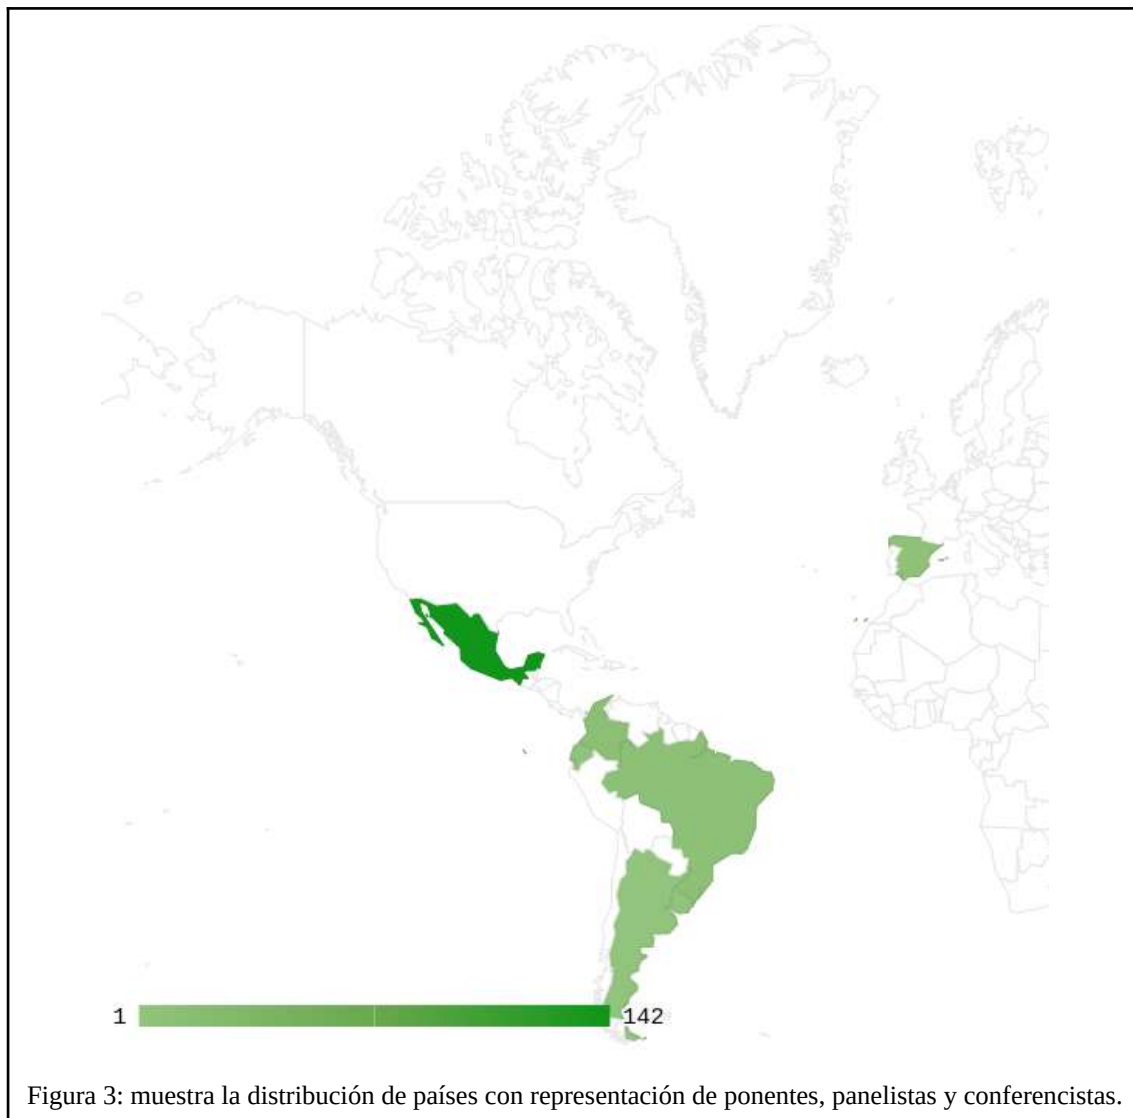 1 142
Figura 3: muestra la distribución de países con representación de ponentes, panelistas y conferencistas.